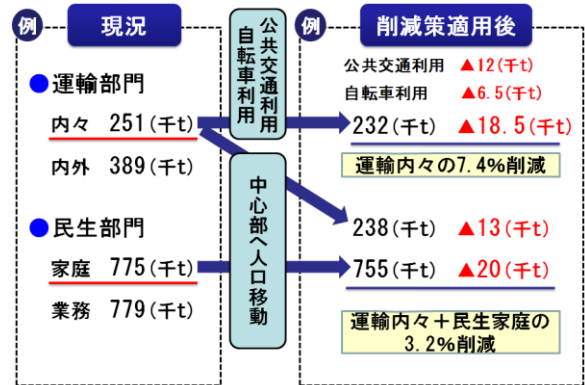 例 現況
●運輸部門
内々 251(千t)
内外 389(千t)
●民生部門
家庭 775(千t)
業務 779(千t)
公共交通利用
自転車利用
中心部へ人口移動
例 削減策適用後
公共交通利用 ▲12(千t)
自転車利用 ▲6.5(千t)
232(千t) ▲18.5(千t)
運輸内々の7.4%削減
238(千t) ▲13(千t)
755(千t) ▲20(千t)
運輸内々＋民生家庭の
3.2%削減